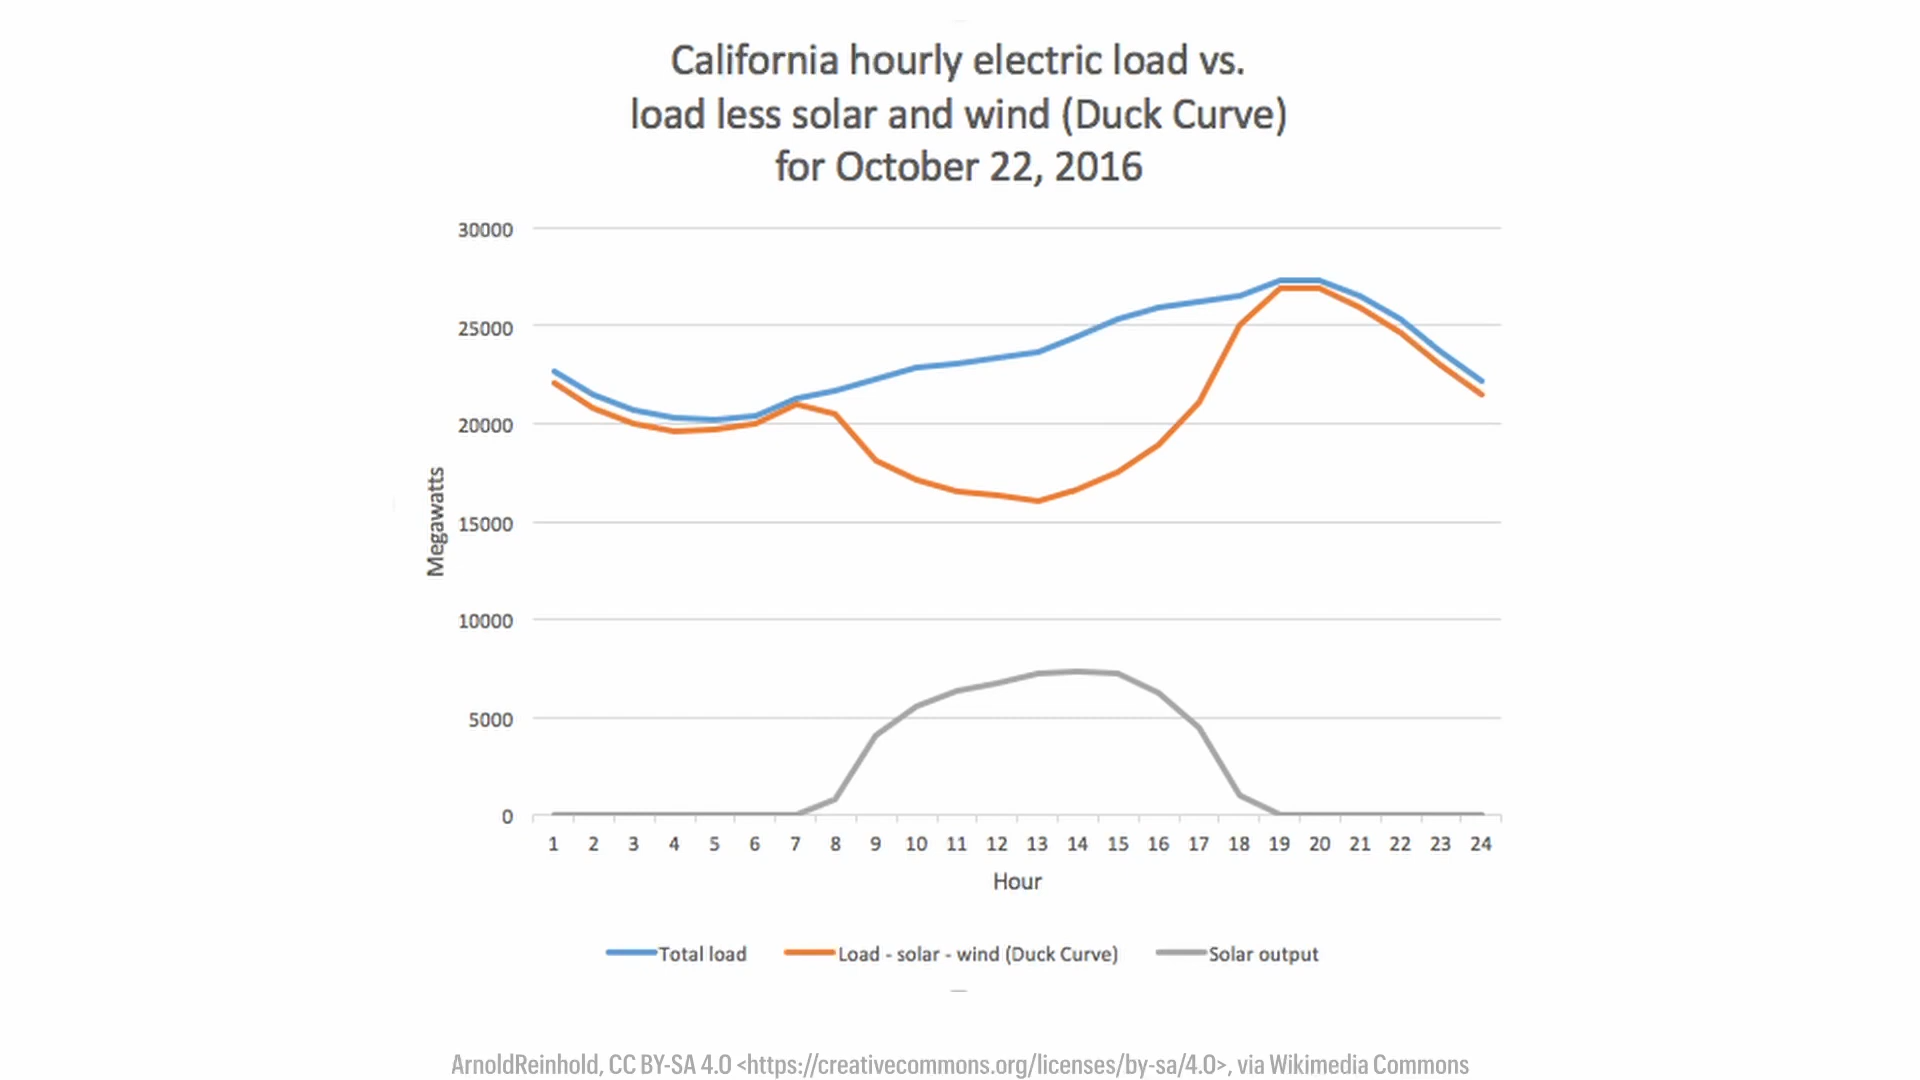 California hourly electric load vs.
load less solar and wind (Duck Curve)
for October 22, 2016
30000
25000
20000
15000
10000
5000
0
Megawatts
1 2 3 4 5 6 7 8 9 10 11 12 13 14 15 16 17 18 19 20 21 22 23 24
Hour
Total load Load - solar - wind (Duck Curve) Solar output
ArnoldReinhold, CC BY-SA 4.0 <https://creativecommons.org/licenses/by-sa/4.0>, via Wikimedia Commons